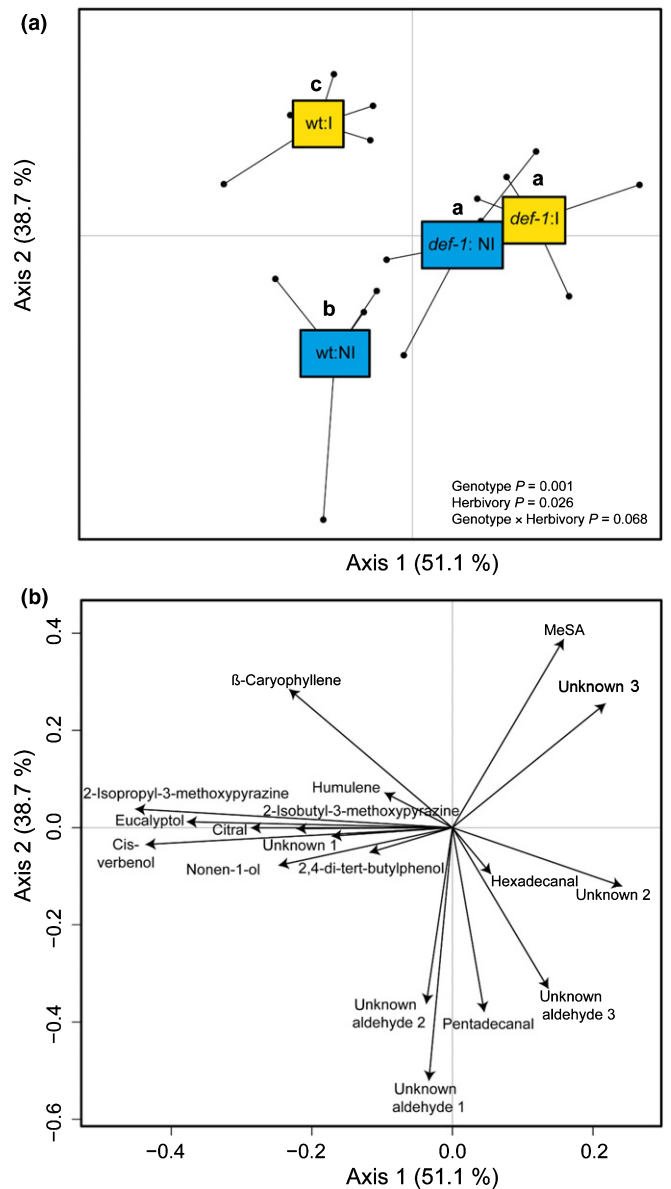 (a)
c
wt:I
a
a
def-1:I
def-1: NI
b
wt:NI
Axis 2 (38.7 %)
Genotype P = 0.001
Herbivory P = 0.026
Genotype × Herbivory P = 0.068
Axis 1 (51.1 %)
(b)
0.4
0.2
0.0
−0.2
−0.4
−0.6
Axis 2 (38.7 %)
MeSA
ß-Caryophyllene
Unknown 3
Humulene
2-Isopropyl-3-methoxypyrazine
2-Isobutyl-3-methoxypyrazine
Eucalyptol
Citral
Cis-
verbenol
Unknown 1
Nonen-1-ol
2,4-di-tert-butylphenol
Hexadecanal
Unknown 2
Unknown
aldehyde 2
Pentadecanal
Unknown
aldehyde 3
Unknown
aldehyde 1
−0.4
−0.2
0.0
0.2
Axis 1 (51.1 %)